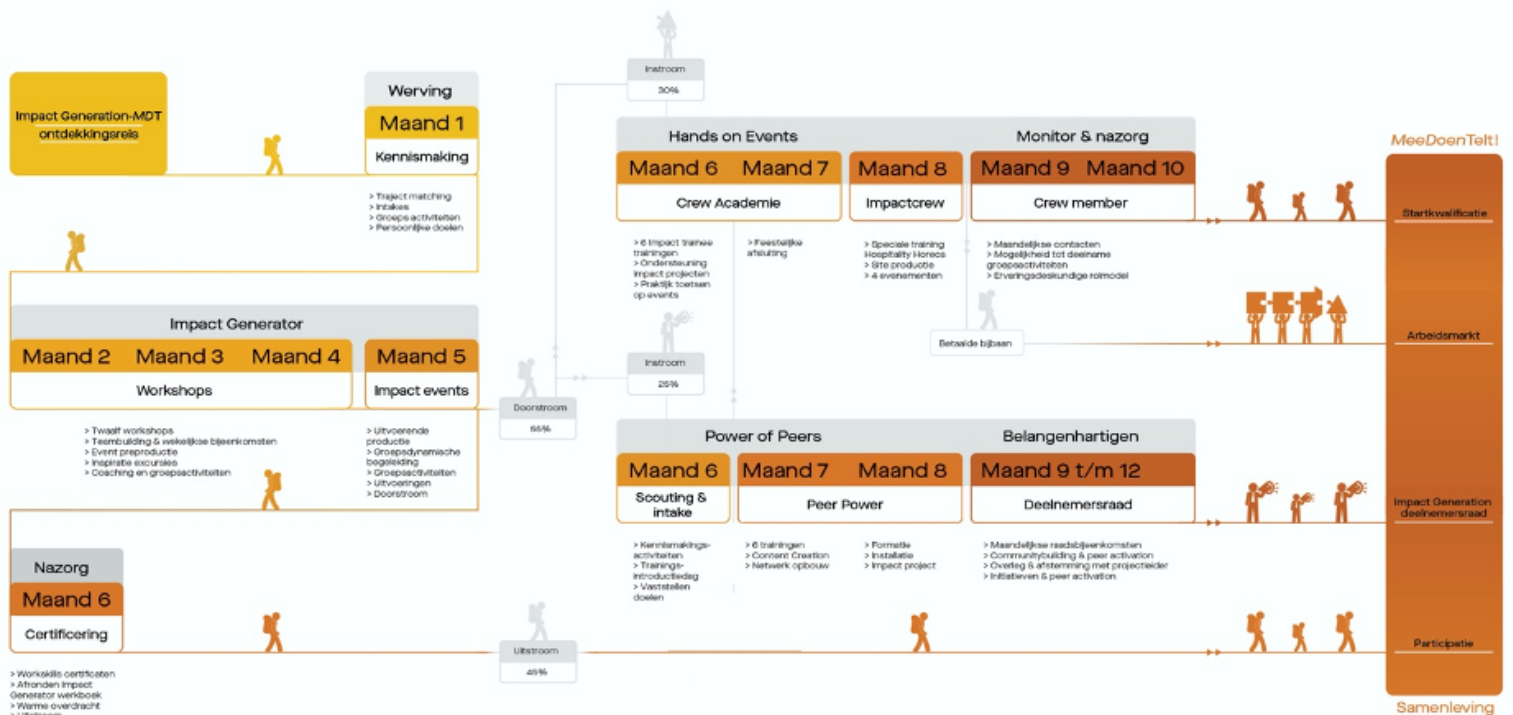 Impact Generation-MDT
ontdekkingsreis
Werving
Maand 1
Kennismaking
> Traject matching
> Intakes
> Groeps activiteiten
> Persoonlijke doelen
Impact Generator
Maand 2 Maand 3 Maand 4
Workshops
> Twaalf workshops
> Teambuilding & wekelijkse bijeenkomsten
> Event preproductie
> Inspiratie excursies
> Coaching en groepsactiviteiten
Maand 5
Impact events
> Uitvoerende
productie
> Groepsdynamische
begeleiding
> Groepsactiviteiten
> Uitvoeringen
> Doorstroom
Nazorg
Maand 6
Certificering
> Workskills certificaten
> Afronden Impact
Generator werkboek
> Warme overdracht
> Uitstroom
Doorstroom
55%
Uitstroom
45%
Instroom
30%
Instroom
25%
Hands on Events
Monitor & nazorg
Maand 6 Maand 7
Crew Academie
> 6 Impact trainee
trainingen
> Ondersteuning
Impact projecten
> Praktijk toetsen
op events
> Feestelijke
afsluiting
Maand 8
Impactcrew
> Speciale training
Hospitality Horeca
> Site productie
> 4 evenementen
Maand 9 Maand 10
Crew member
> Maandelijkse contacten
> Mogelijkheid tot deelname
groepsactiviteiten
> Ervaringsdeskundige rolmodel
Betaalde bijbaan
Power of Peers
Belangenhartigen
Maand 6
Scouting &
intake
> Kennismakings-
activiteiten
> Trainings-
introductiedag
> Vaststellen
doelen
Maand 7 Maand 8
Peer Power
> 6 trainingen
> Content Creation
> Netwerk opbouw
> Formatie
> Installatie
> Impact project
Maand 9 t/m 12
Deelnemersraad
> Maandelijkse raadsbijeenkomsten
> Communitybuilding & peer activation
> Overleg & afstemming met projectleider
> Initiatieven & peer activation
MeeDoenTelt!
Startkwalificatie
Arbeidsmarkt
Impact Generation
deelnemersraad
Participatie
Samenleving